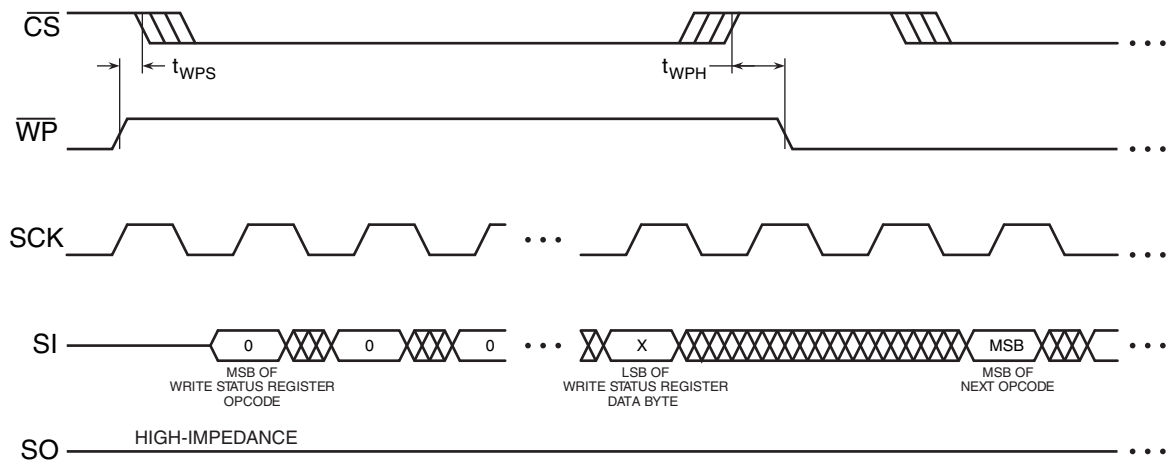 CS
tWPS
tWPH
WP
SCK
SI
0
0
0
X
MSB
MSB OF
WRITE STATUS REGISTER
OPCODE
LSB OF
WRITE STATUS REGISTER
DATA BYTE
MSB OF
NEXT OPCODE
HIGH-IMPEDANCE
SO